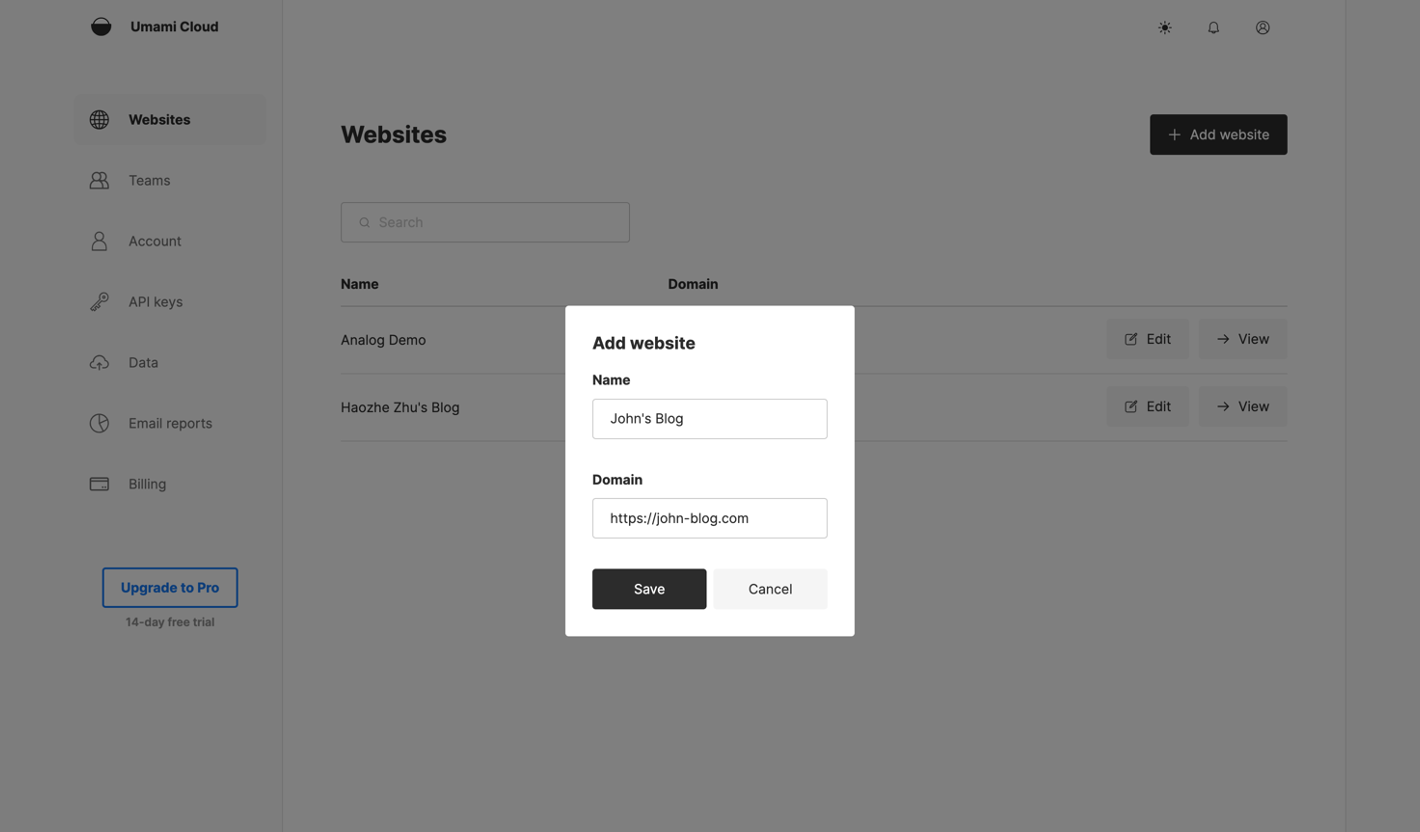 Umami Cloud
Websites
Teams
Account
API keys
Data
Email reports
Billing
Upgrade to Pro
14-day free trial
Websites
Add website
Search
Name Domain
Analog Demo Edit View
Haozhe Zhu's Blog Edit View
Add website
Name
John's Blog
Domain
https://john-blog.com
Save Cancel